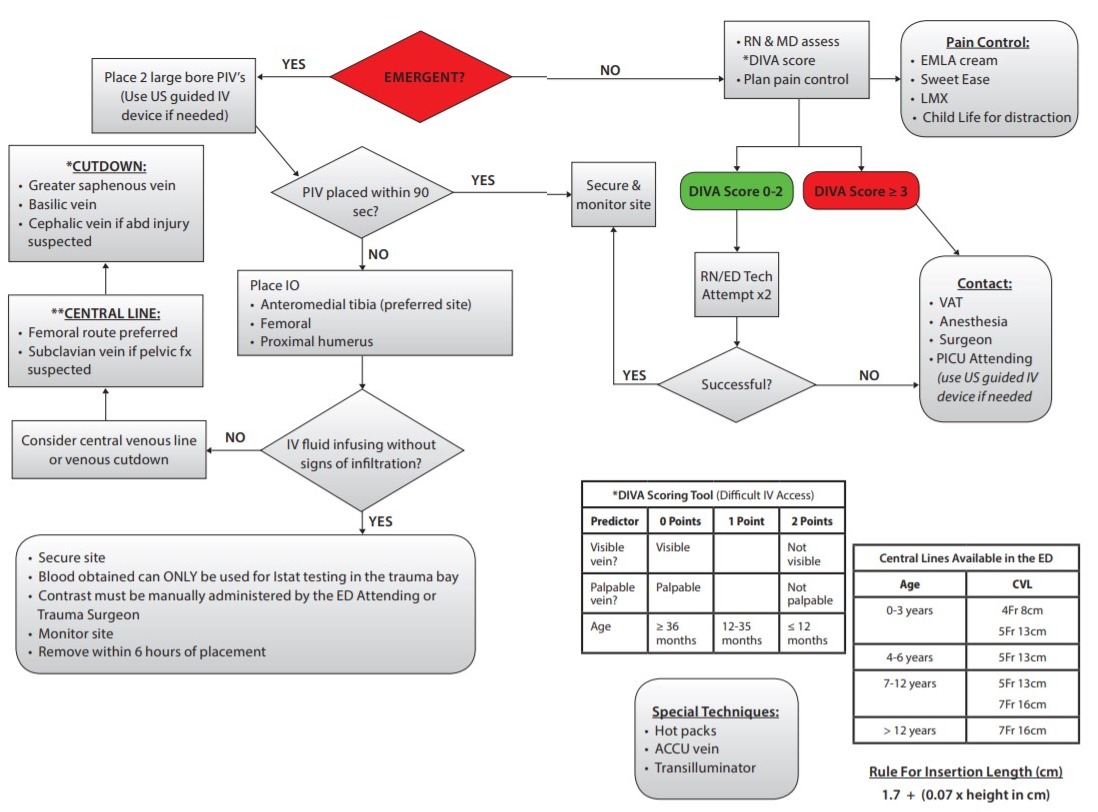 EMERGENT?
YES
NO
Place 2 large bore PIV's
(Use US guided IV
device if needed)
• RN & MD assess
*DIVA score
• Plan pain control
Pain Control:
• EMLA cream
• Sweet Ease
• LMX
• Child Life for distraction
*CUTDOWN:
• Greater saphenous vein
• Basilic vein
• Cephalic vein if abd injury
suspected
PIV placed within 90
sec?
YES
NO
Secure &
monitor site
DIVA Score 0-2
DIVA Score ≥ 3
RN/ED Tech
Attempt x2
Contact:
• VAT
• Anesthesia
• Surgeon
• PICU Attending
(use US guided IV
device if needed
Place IO
• Anteromedial tibia (preferred site)
• Femoral
• Proximal humerus
**CENTRAL LINE:
• Femoral route preferred
• Subclavian vein if pelvic fx
suspected
Successful?
YES
NO
Consider central venous line
or venous cutdown
NO
IV fluid infusing without
signs of infiltration?
YES
• Secure site
• Blood obtained can ONLY be used for Istat testing in the trauma bay
• Contrast must be manually administered by the ED Attending or
Trauma Surgeon
• Monitor site
• Remove within 6 hours of placement
*DIVA Scoring Tool (Difficult IV Access)
Predictor 0 Points 1 Point 2 Points
Visible vein? Visible Not visible
Palpable vein? Palpable Not palpable
Age ≥ 36 months 12-35 months ≤ 12 months
Central Lines Available in the ED
Age CVL
0-3 years 4Fr 8cm
5Fr 13cm
4-6 years 5Fr 13cm
7-12 years 5Fr 13cm
7Fr 16cm
> 12 years 7Fr 16cm
Special Techniques:
• Hot packs
• ACCU vein
• Transilluminator
Rule For Insertion Length (cm)
1.7 + (0.07 x height in cm)